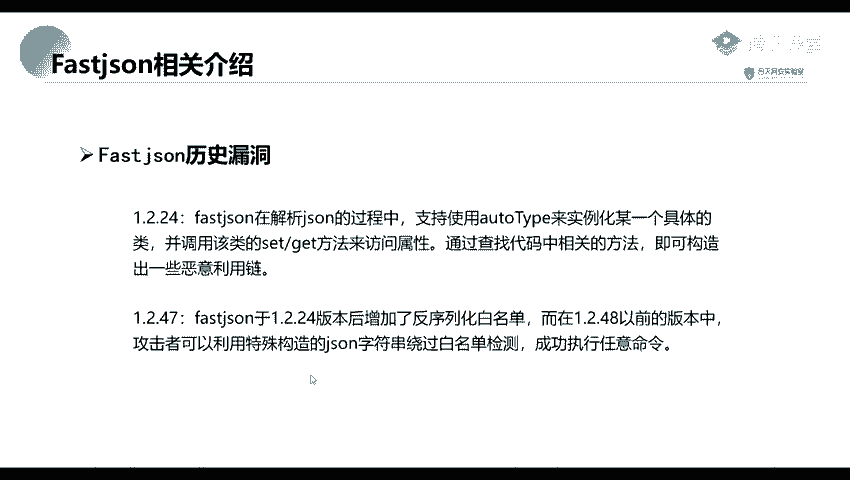 Fastjson相关介绍
合天网安实验室
➢ Fastjson历史漏洞
1.2.24：fastjson在解析json的过程中，支持使用autoType来实例化某一个具体的
类，并调用该类的set/get方法来访问属性。通过查找代码中相关的方法，即可构造
出一些恶意利用链。
1.2.47：fastjson于1.2.24版本后增加了反序列化白名单，而在1.2.48以前的版本中，
攻击者可以利用特殊构造的json字符串绕过白名单检测，成功执行任意命令。